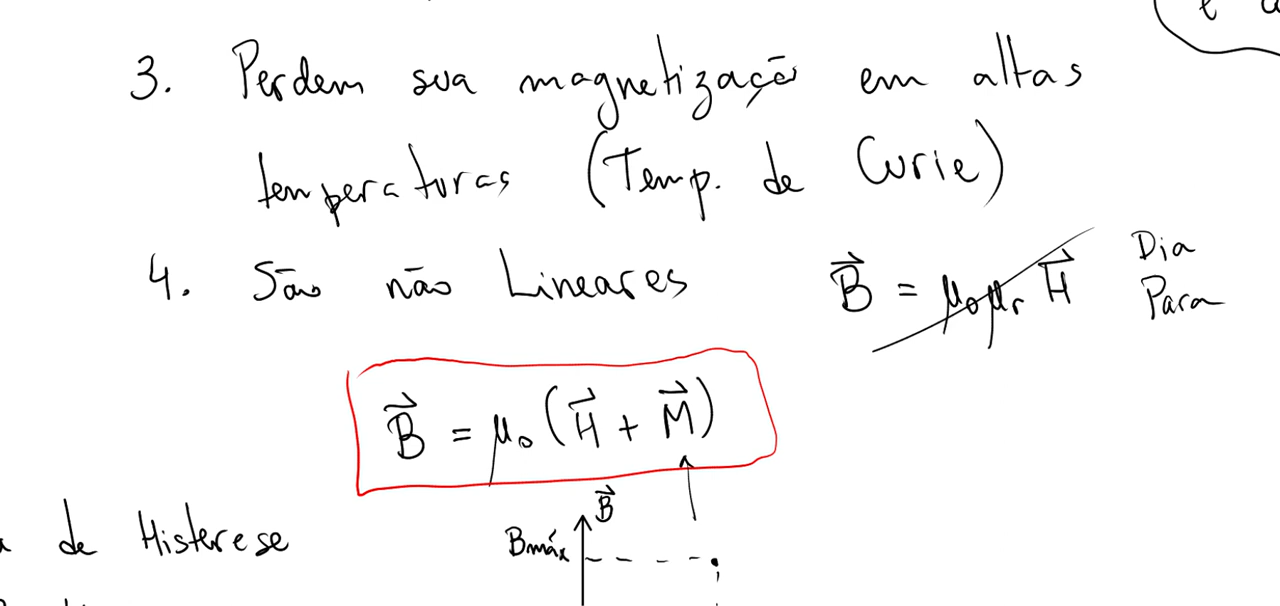 3. Perdem sua magnetização em altas
temperaturas (Temp. de Curie)
4. São não Lineares
B⃗ = μ₀μᵣ H⃗
Dia
Para
B⃗ = μ₀(H⃗ + M⃗)
de Histerese
B⃗
Bmáx